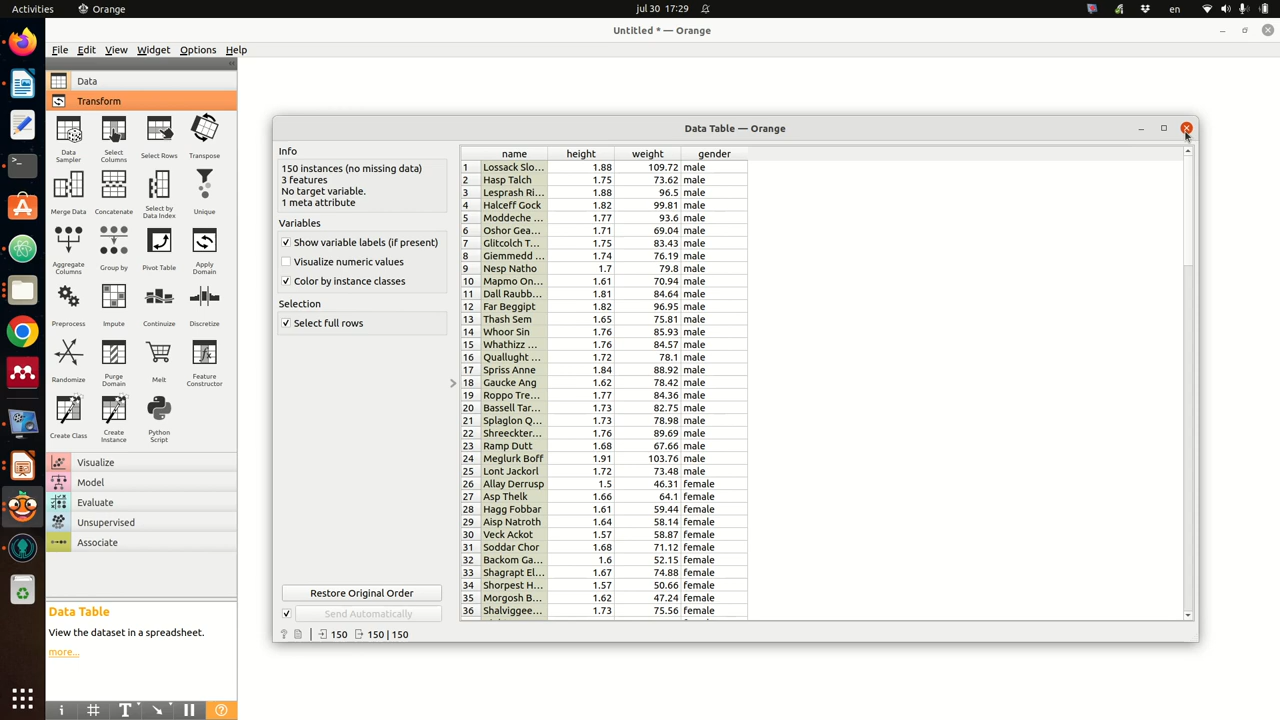 Activities Orange jul 30 17:29 en
Untitled * — Orange
File Edit View Widget Options Help
Data
Transform
Data Sampler
Select Columns
Select Rows
Transpose
Merge Data
Concatenate
Select by Data Index
Unique
Aggregate Columns
Group by
Pivot Table
Apply Domain
Preprocess
Impute
Continuize
Discretize
Randomize
Purge Domain
Melt
Feature Constructor
Create Class
Create Instance
Python Script
Visualize
Model
Evaluate
Unsupervised
Associate
Data Table
View the dataset in a spreadsheet.
more...
Data Table — Orange
Info
150 instances (no missing data)
3 features
No target variable.
1 meta attribute
Variables
Show variable labels (if present)
Visualize numeric values
Color by instance classes
Selection
Select full rows
Restore Original Order
Send Automatically
150 150 | 150
name height weight gender
1 Lossack Slo... 1.88 109.72 male
2 Hasp Talch 1.75 73.62 male
3 Lesprash Ri... 1.88 96.5 male
4 Halceff Gock 1.82 99.81 male
5 Moddeche ... 1.77 93.6 male
6 Oshor Gea... 1.71 69.04 male
7 Glitcolch T... 1.75 83.43 male
8 Giemmedd ... 1.74 76.19 male
9 Nesp Natho 1.7 79.8 male
10 Mapmo On... 1.61 70.94 male
11 Dall Raubb... 1.81 84.64 male
12 Far Beggipt 1.82 96.95 male
13 Thash Sem 1.65 75.81 male
14 Whoor Sin 1.76 85.93 male
15 Whathizz ... 1.76 84.57 male
16 Quallught ... 1.72 78.1 male
17 Spriss Anne 1.84 88.92 male
18 Gaucke Ang 1.62 78.42 male
19 Roppo Tre... 1.77 84.36 male
20 Bassell Tar... 1.73 82.75 male
21 Splaglon Q... 1.73 78.98 male
22 Shreeckter... 1.76 89.69 male
23 Ramp Dutt 1.68 67.66 male
24 Meglurk Boff 1.91 103.76 male
25 Lont Jackorl 1.72 73.48 male
26 Allay Derrusp 1.5 46.31 female
27 Asp Thelk 1.66 64.1 female
28 Hagg Fobbar 1.61 59.44 female
29 Aisp Natroth 1.64 58.14 female
30 Veck Ackot 1.57 58.87 female
31 Soddar Chor 1.68 71.12 female
32 Backom Ga... 1.6 52.15 female
33 Shagrapt El... 1.67 74.88 female
34 Shorpest H... 1.57 50.66 female
35 Morgosh B... 1.62 47.24 female
36 Shalviggee... 1.73 75.56 female